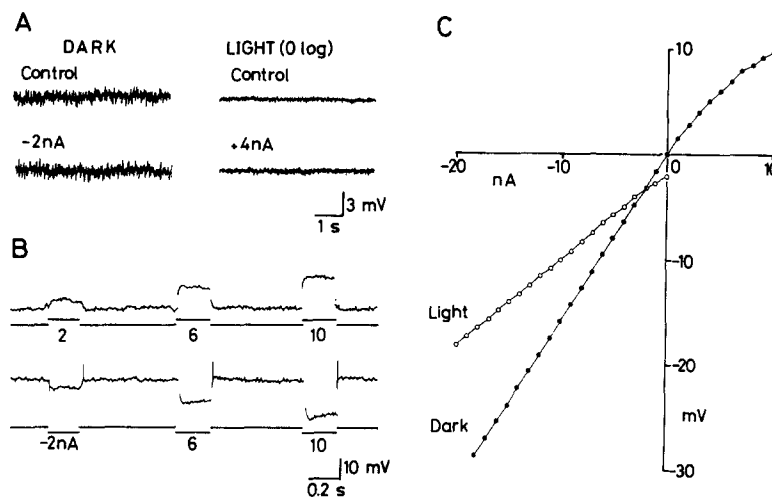 A
DARK
LIGHT (0 log)
Control
Control
-2nA
+4nA
3 mV
1 s
B
2
6
10
-2nA
6
10
10 mV
0.2 s
C
10
-20
-10
0
10
nA
-10
Light
-20
Dark
mV
-30